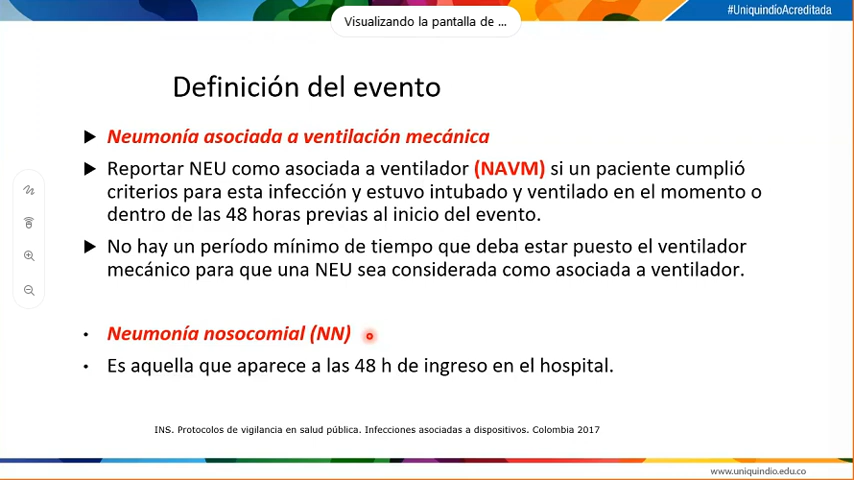 #UniquindíoAcreditada
Visualizando la pantalla de ...
Definición del evento
Neumonía asociada a ventilación mecánica
Reportar NEU como asociada a ventilador (NAVM) si un paciente cumplió
criterios para esta infección y estuvo intubado y ventilado en el momento o
dentro de las 48 horas previas al inicio del evento.
No hay un período mínimo de tiempo que deba estar puesto el ventilador
mecánico para que una NEU sea considerada como asociada a ventilador.
Neumonía nosocomial (NN)
Es aquella que aparece a las 48 h de ingreso en el hospital.
INS. Protocolos de vigilancia en salud pública. Infecciones asociadas a dispositivos. Colombia 2017
www.uniquindio.edu.co